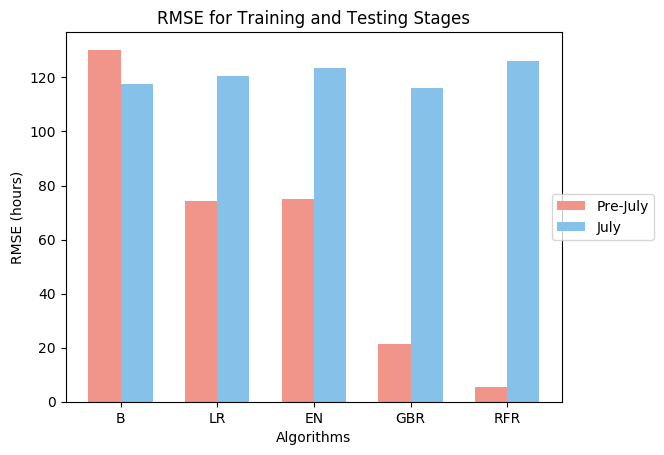 RMSE for Training and Testing Stages
RMSE (hours)
120
100
80
60
40
20
0
B LR EN GBR RFR
Algorithms
Pre-July
July